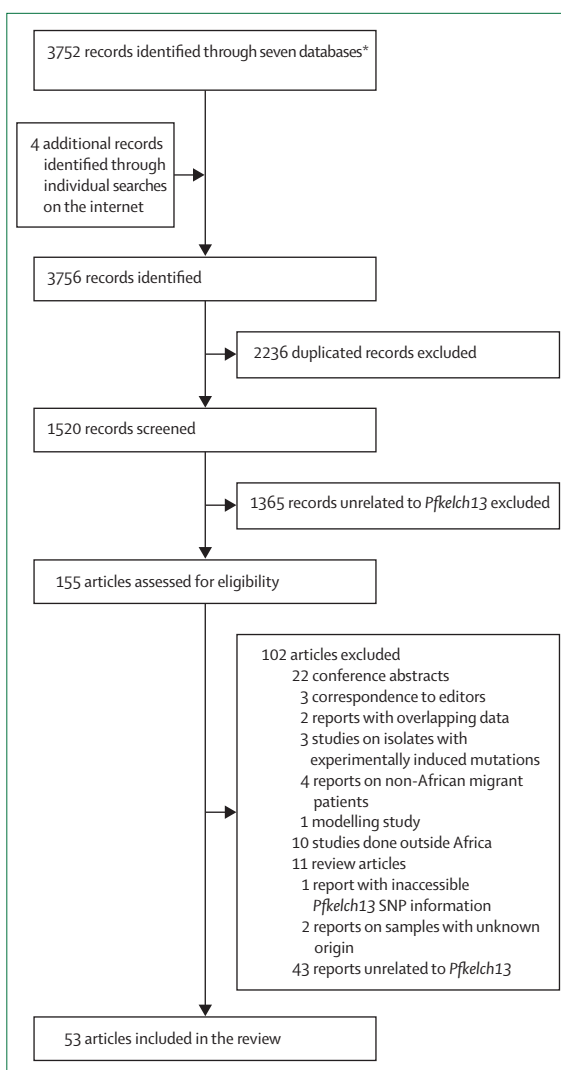 3752 records identified through seven databases*
4 additional records
identified through
individual searches
on the internet
3756 records identified
2236 duplicated records excluded
1520 records screened
1365 records unrelated to Pfkelch13 excluded
155 articles assessed for eligibility
102 articles excluded
22 conference abstracts
3 correspondence to editors
2 reports with overlapping data
3 studies on isolates with
experimentally induced mutations
4 reports on non-African migrant
patients
1 modelling study
10 studies done outside Africa
11 review articles
1 report with inaccessible
Pfkelch13 SNP information
2 reports on samples with unknown
origin
43 reports unrelated to Pfkelch13
53 articles included in the review